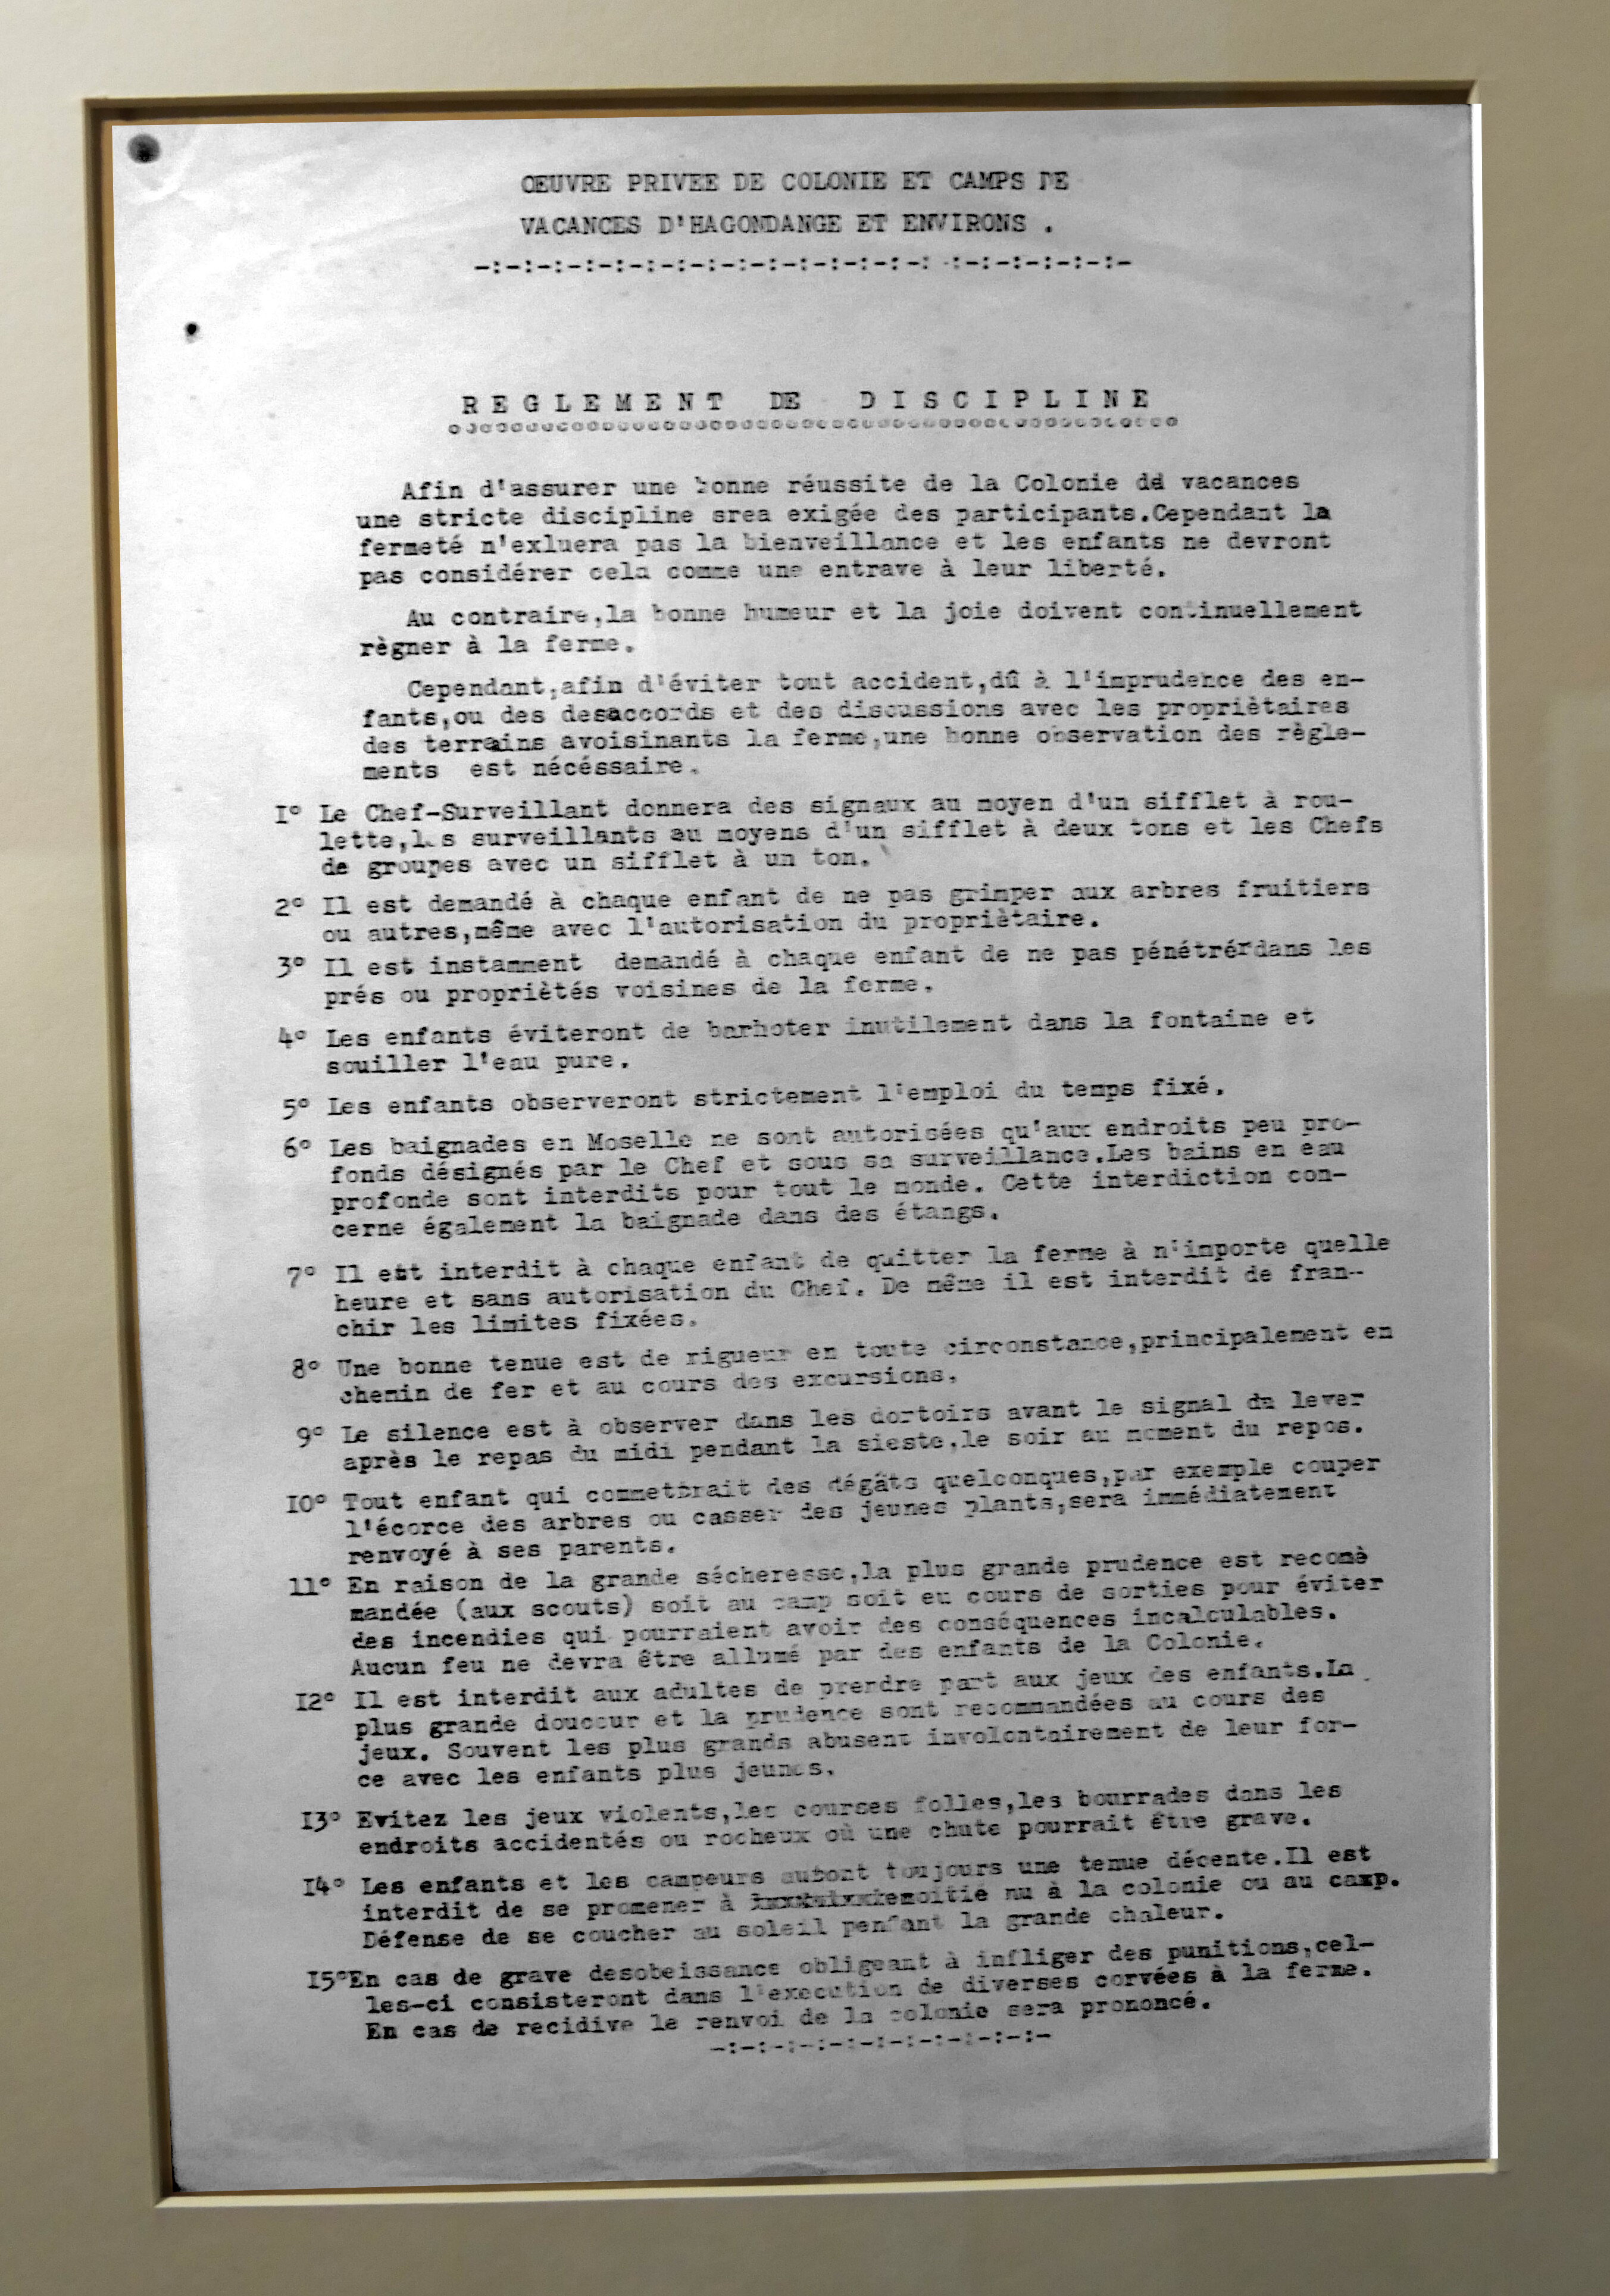 ŒUVRE PRIVEE DE COLONIE ET CAMPS DE
VACANCES D'HAGONDANGE ET ENVIRONS .
-:-:-:-:-:-:-:-:-:-:-:-:-:-:-: -:-:-:-:-:-:-
REGLEMENT DE DISCIPLINE
Afin d'assurer une bonne réussite de la Colonie de vacances
une stricte discipline srea exigée des participants.Cependant la
fermeté n'exluera pas la bienveillance et les enfants ne devront
pas considérer cela comme une entrave à leur liberté.
Au contraire,la bonne humeur et la joie doivent continuellement
règner à la ferme.
Cependant,afin d'éviter tout accident,dû à l'imprudence des en-
fants,ou des desaccords et des discussions avec les propriètaires
des terrains avoisinants la ferme,une bonne observation des règle-
ments est nécéssaire.
I° Le Chef-Surveillant donnera des signaux au moyen d'un sifflet à rou-
lette,les surveillants au moyens d'un sifflet à deux tons et les Chefs
de groupes avec un sifflet à un ton.
2° Il est demandé à chaque enfant de ne pas grimper aux arbres fruitiers
ou autres,même avec l'autorisation du propriètaire.
3° Il est instamment demandé à chaque enfant de ne pas pénétrérdans les
prés ou propriètés voisines de la ferme.
4° Les enfants éviteront de barboter inutilement dans la fontaine et
souiller l'eau pure.
5° Les enfants observeront strictement l'emploi du temps fixé.
6° Les baignades en Moselle ne sont autorisées qu'aux endroits peu pro-
fonds désignés par le Chef et sous sa surveillance.Les bains en eau
profonde sont interdits pour tout le monde. Cette interdiction con-
cerne également la baignade dans des étangs.
7° Il est interdit à chaque enfant de quitter la ferme à n'importe quelle
heure et sans autorisation du Chef. De même il est interdit de fran-
chir les limites fixées.
8° Une bonne tenue est de rigueur en toute circonstance,principalement en
chemin de fer et au cours des excursions.
9° Le silence est à observer dans les dortoirs avant le signal du lever
après le repas du midi pendant la sieste,le soir au moment du repos.
IO° Tout enfant qui commettrait des dégâts quelconques,par exemple couper
l'écorce des arbres ou casser des jeunes plants,sera immédiatement
renvoyé à ses parents.
11° En raison de la grande sécheresse,la plus grande prudence est recomè
mandée (aux scouts) soit au camp soit eu cours de sorties pour éviter
des incendies qui pourraient avoir des conséquences incalculables.
Aucun feu ne devra être allumé par des enfants de la Colonie.
I2° Il est interdit aux adultes de prendre part aux jeux des enfants.La
plus grande douceur et la prudence sont recommandées au cours des
jeux. Souvent les plus grands abusent involontairement de leur for-
ce avec les enfants plus jeunes.
I3° Evitez les jeux violents,les courses folles,les bourrades dans les
endroits accidentés ou rocheux où une chute pourrait être grave.
I4° Les enfants et les campeurs auront toujours une tenue décente.Il est
interdit de se promener à moitié nu à la colonie ou au camp.
Défense de se coucher au soleil penfant la grande chaleur.
I5°En cas de grave desobeissance obligeant à infliger des punitions,cel-
les-ci consisteront dans l'execution de diverses corvées à la ferme.
En cas de recidive le renvoi de la colonie sera prononcé.
-:-:-:-:-:-:-:-:-:-:-:-